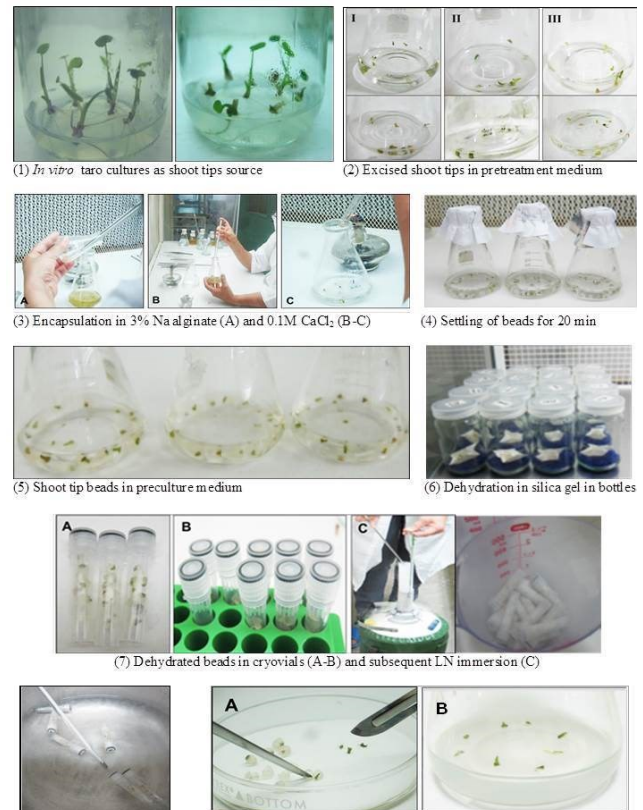 I II III
(1) In vitro taro cultures as shoot tips source
(2) Excised shoot tips in pretreatment medium
A B C
(3) Encapsulation in 3% Na alginate (A) and 0.1M CaCl₂ (B-C)
(4) Settling of beads for 20 min
(5) Shoot tip beads in preculture medium
(6) Dehydration in silica gel in bottles
A B C
(7) Dehydrated beads in cryovials (A-B) and subsequent LN immersion (C)
A B
BOTTOM